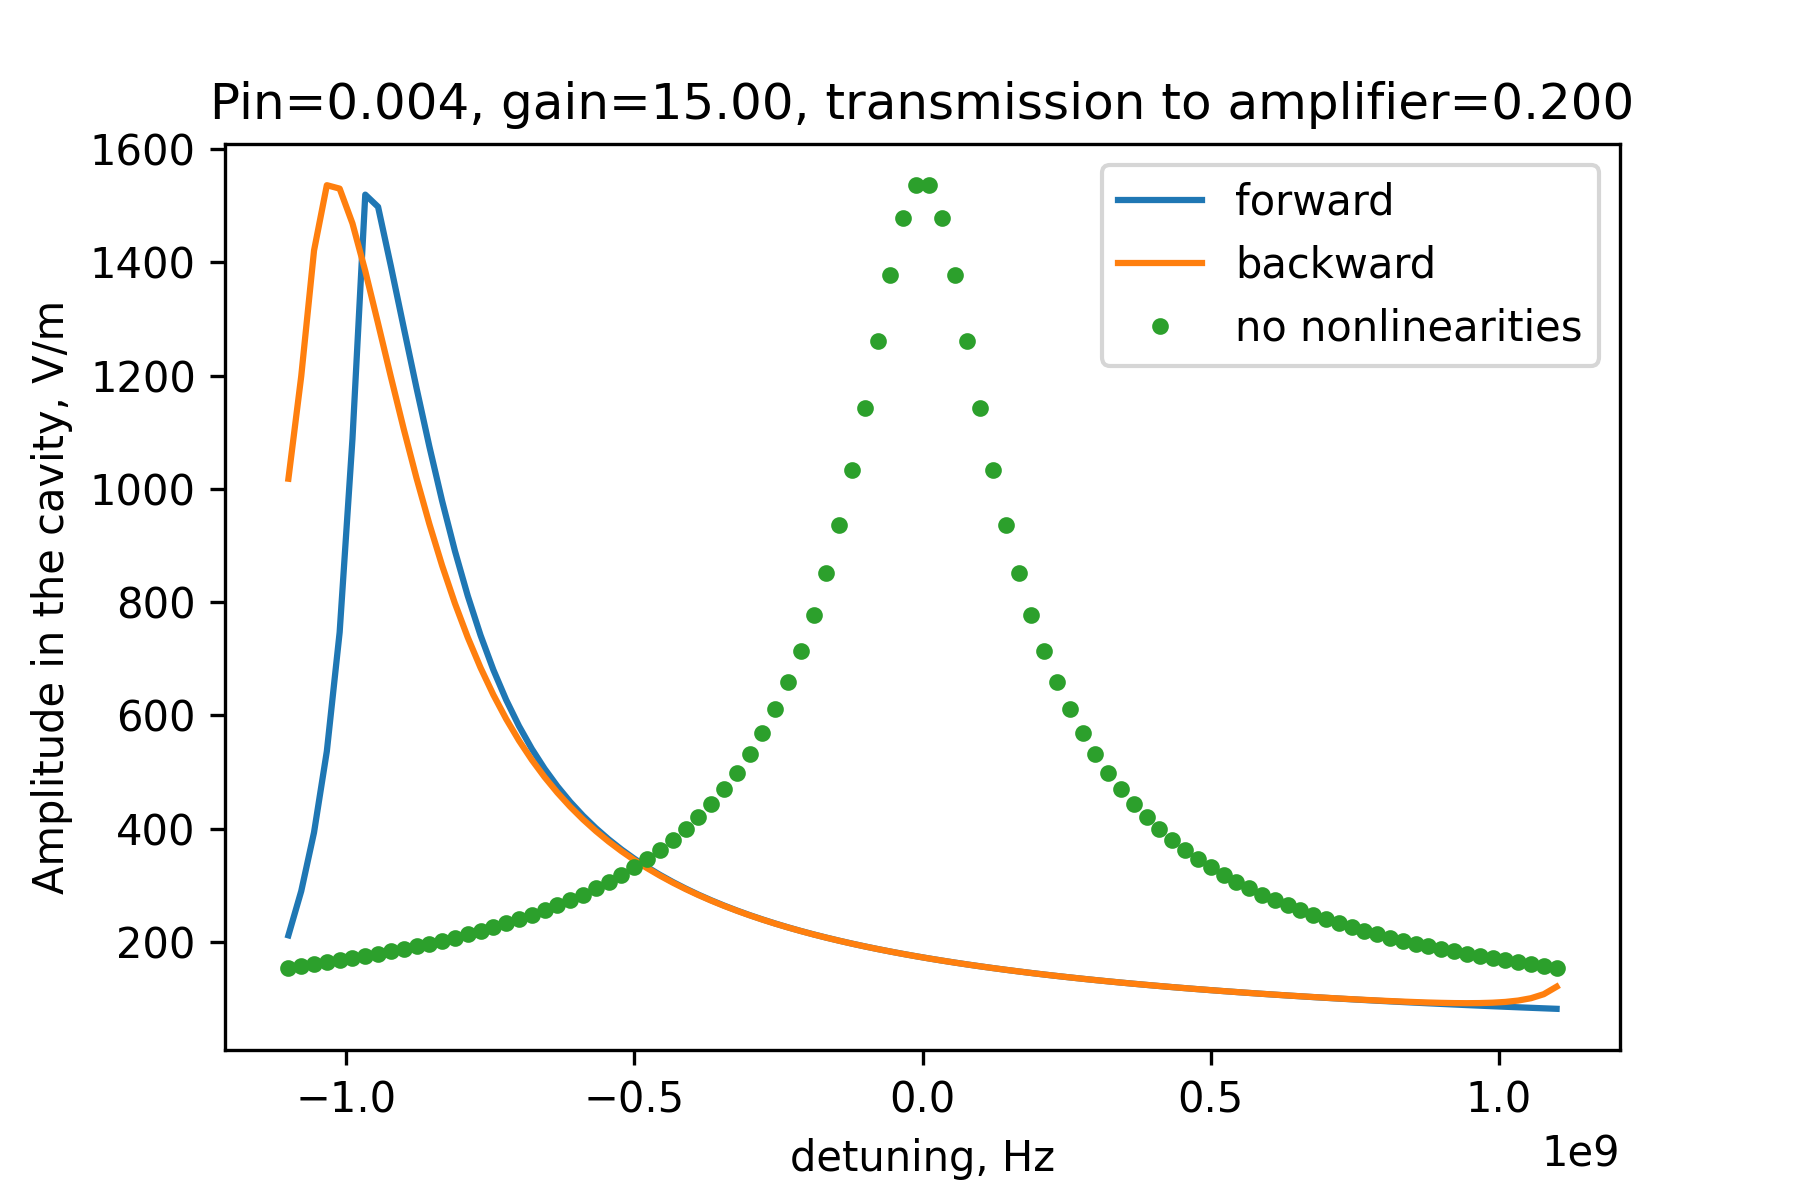 Pin=0.004, gain=15.00, transmission to amplifier=0.200
1600
1400
1200
1000
800
600
400
200
Amplitude in the cavity, V/m
forward
backward
no nonlinearities
−1.0
−0.5
0.0
0.5
1.0
1e9
detuning, Hz